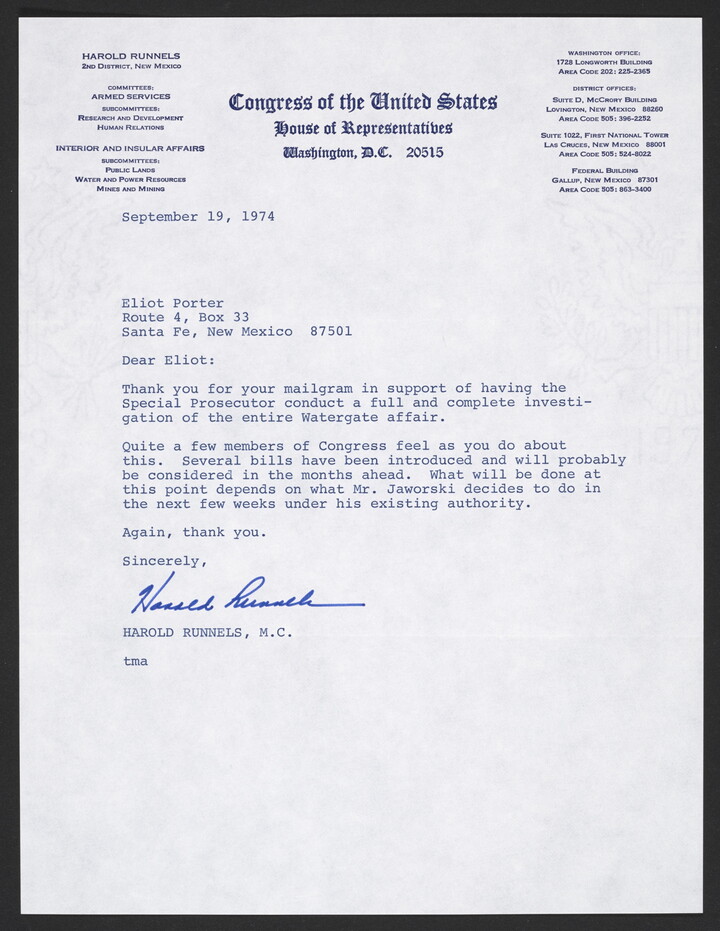 HAROLD RUNNELS
2ND DISTRICT, NEW MEXICO
COMMITTEES:
ARMED SERVICES
SUBCOMMITTEES:
RESEARCH AND DEVELOPMENT
HUMAN RELATIONS
INTERIOR AND INSULAR AFFAIRS
SUBCOMMITTEES:
PUBLIC LANDS
WATER AND POWER RESOURCES
MINES AND MINING
Congress of the United States
House of Representatives
Washington, D.C. 20515
WASHINGTON OFFICE:
1728 LONGWORTH BUILDING
AREA CODE 202: 225-2365
DISTRICT OFFICES:
SUITE D, MCCRORY BUILDING
LOVINGTON, NEW MEXICO 88260
AREA CODE 505: 396-2252
SUITE 1022, FIRST NATIONAL TOWER
LAS CRUCES, NEW MEXICO 88001
AREA CODE 505: 524-8022
FEDERAL BUILDING
GALLUP, NEW MEXICO 87301
AREA CODE 505: 863-3400
September 19, 1974
Eliot Porter
Route 4, Box 33
Santa Fe, New Mexico 87501
Dear Eliot:
Thank you for your mailgram in support of having the
Special Prosecutor conduct a full and complete investi-
gation of the entire Watergate affair.
Quite a few members of Congress feel as you do about
this. Several bills have been introduced and will probably
be considered in the months ahead. What will be done at
this point depends on what Mr. Jaworski decides to do in
the next few weeks under his existing authority.
Again, thank you.
Sincerely,
Harold Runnels
HAROLD RUNNELS, M.C.
tma